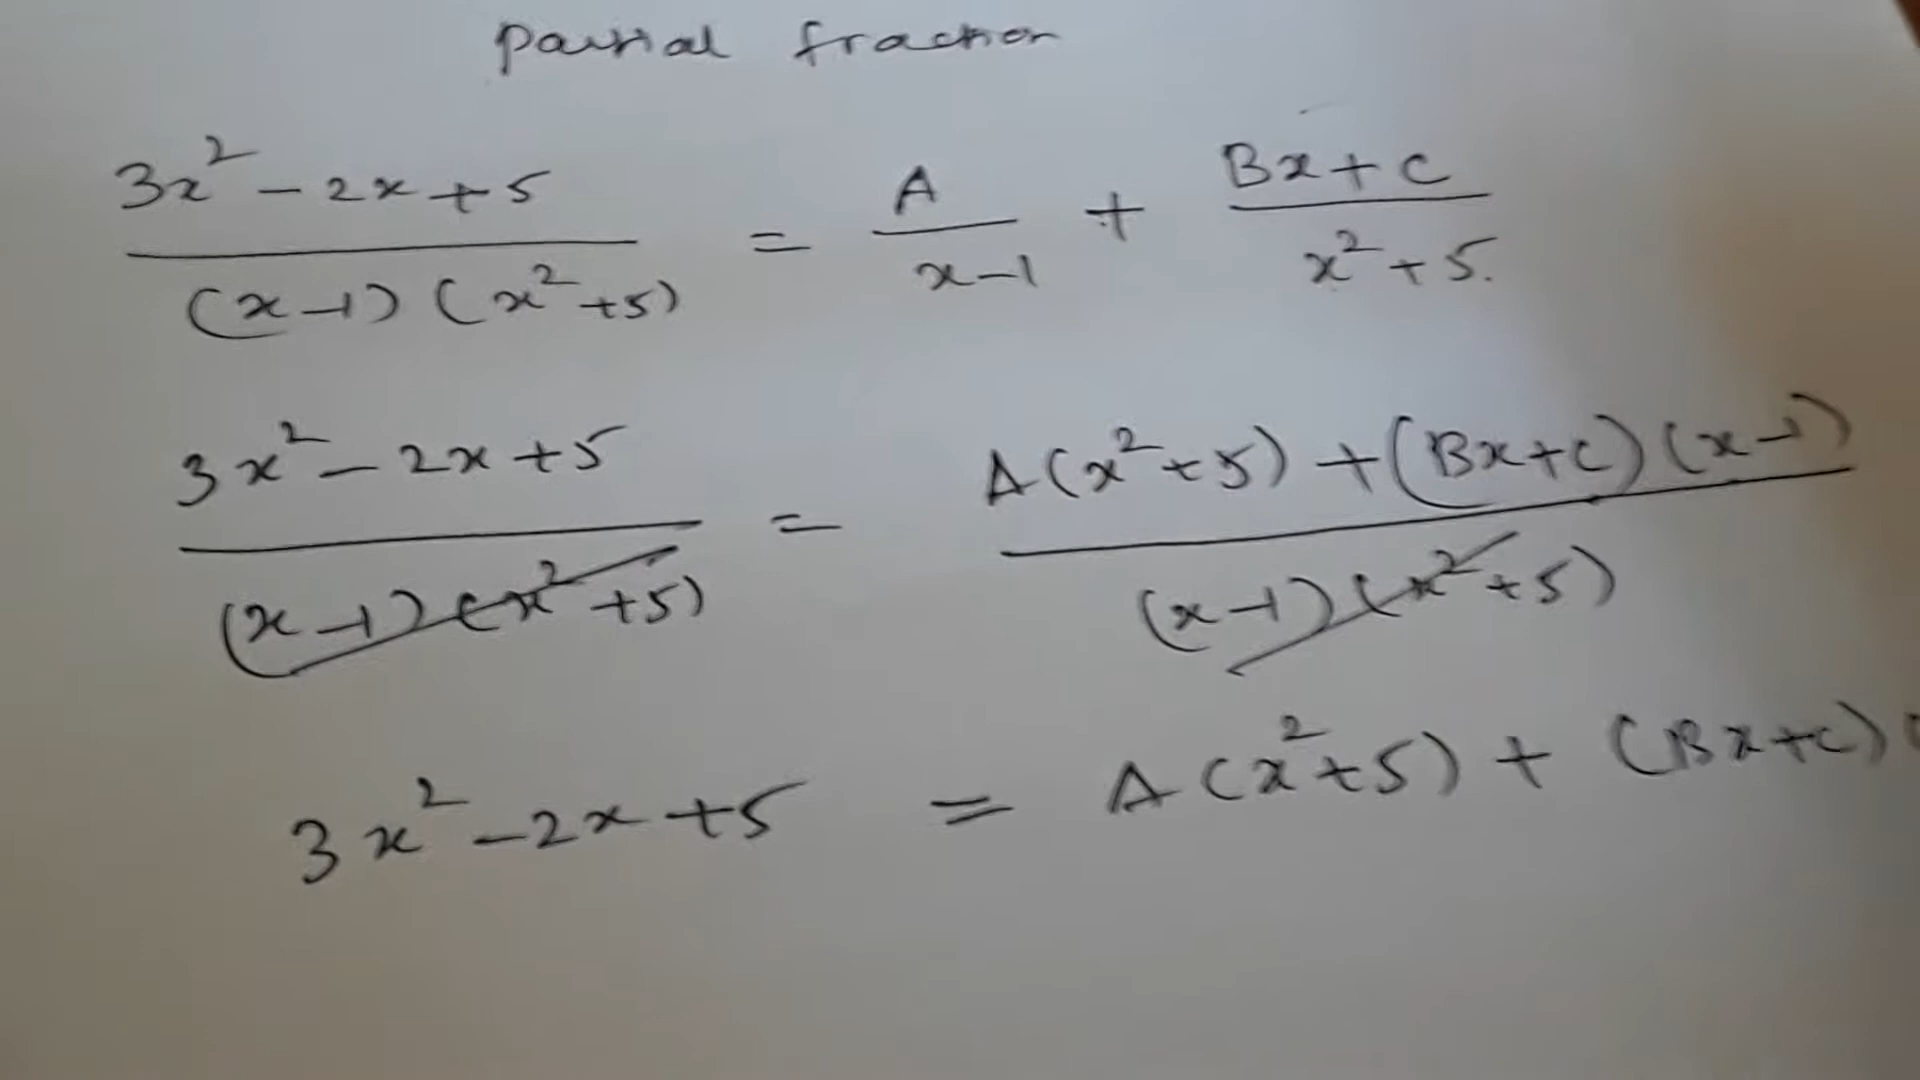 Partial fraction
3x² - 2x + 5 / (x-1) (x²+5) = A / x-1 + Bx+C / x²+5.
3x² - 2x + 5 / (x-1)(x²+5) = A(x²+5) + (Bx+C)(x-1) / (x-1)(x²+5)
3x² - 2x + 5 = A(x²+5) + (Bx+C)